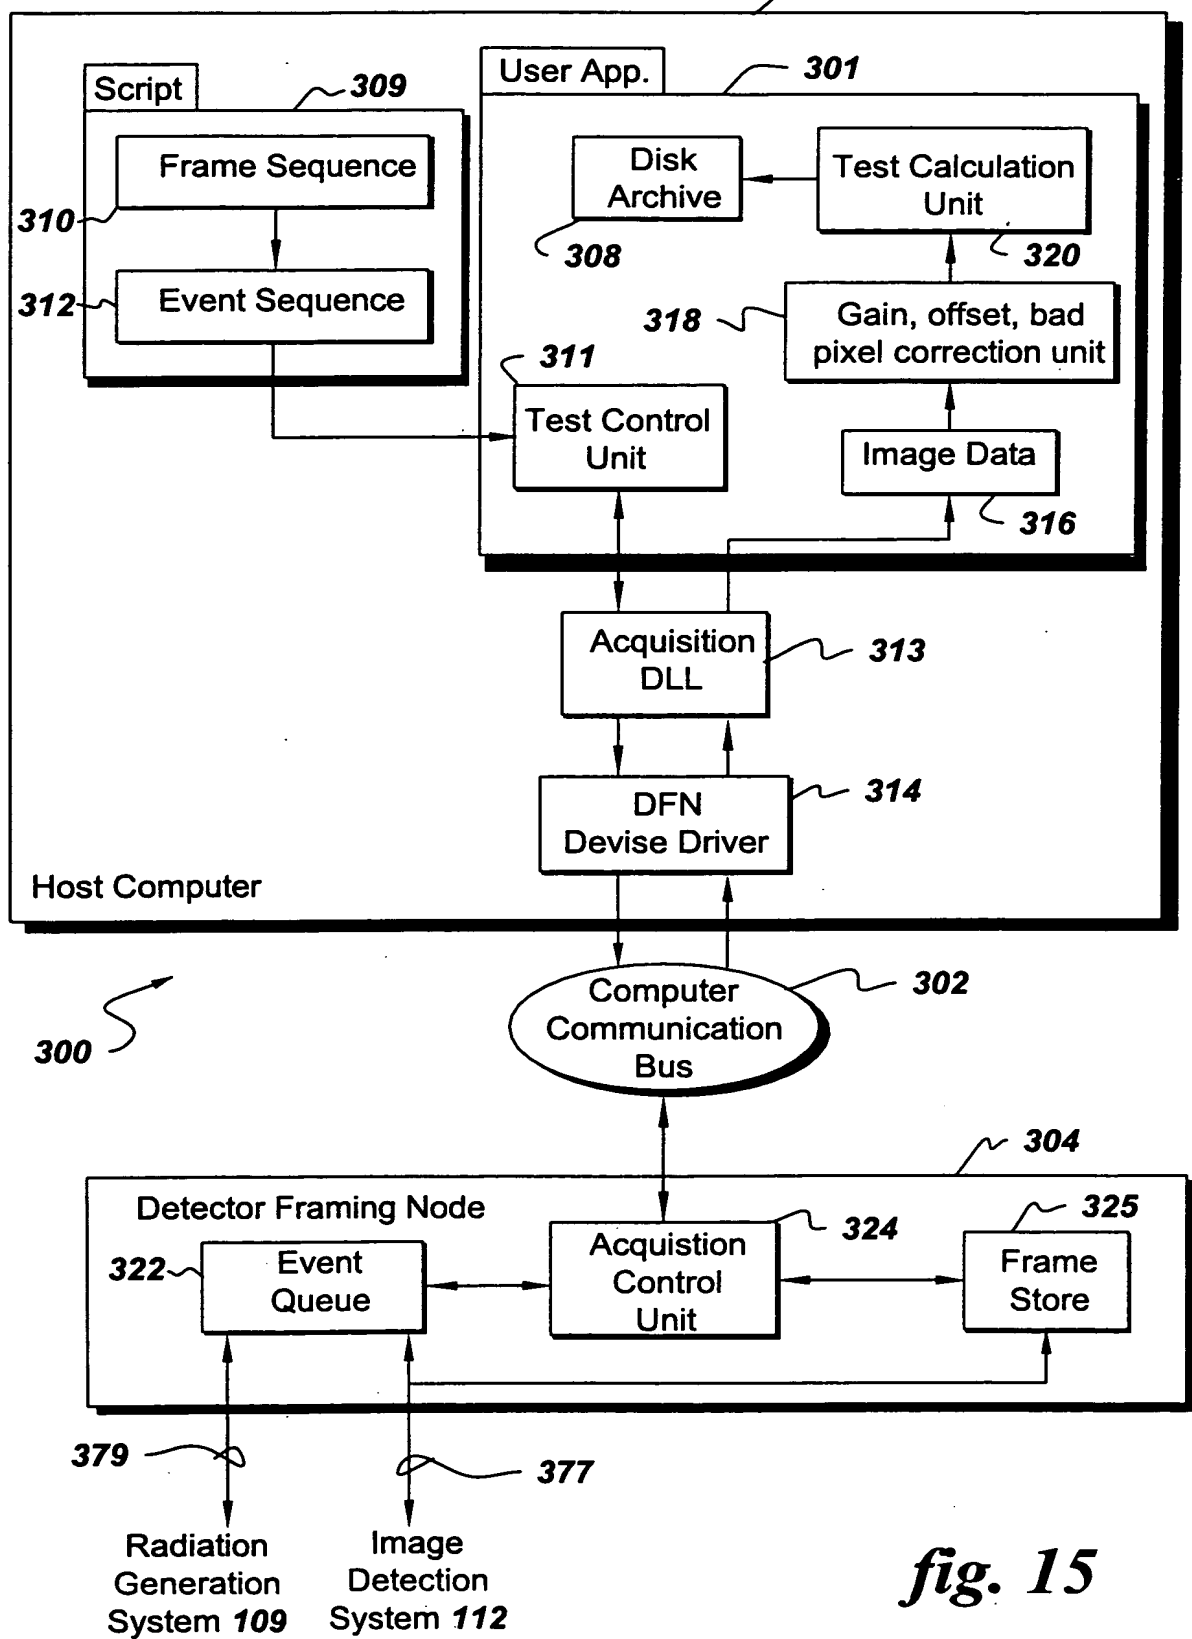 User App.
301
Script
309
Frame Sequence
310
Disk
Archive
308
Test Calculation
Unit
320
Event Sequence
312
318
Gain, offset, bad
pixel correction unit
311
Test Control
Unit
Image Data
316
Acquisition
DLL
313
DFN
Devise Driver
314
Host Computer
Computer
Communication
Bus
302
300
304
Detector Framing Node
322
Event
Queue
Acquistion
Control
Unit
324
325
Frame
Store
379
377
Radiation
Generation
System 109
Image
Detection
System 112
fig. 15